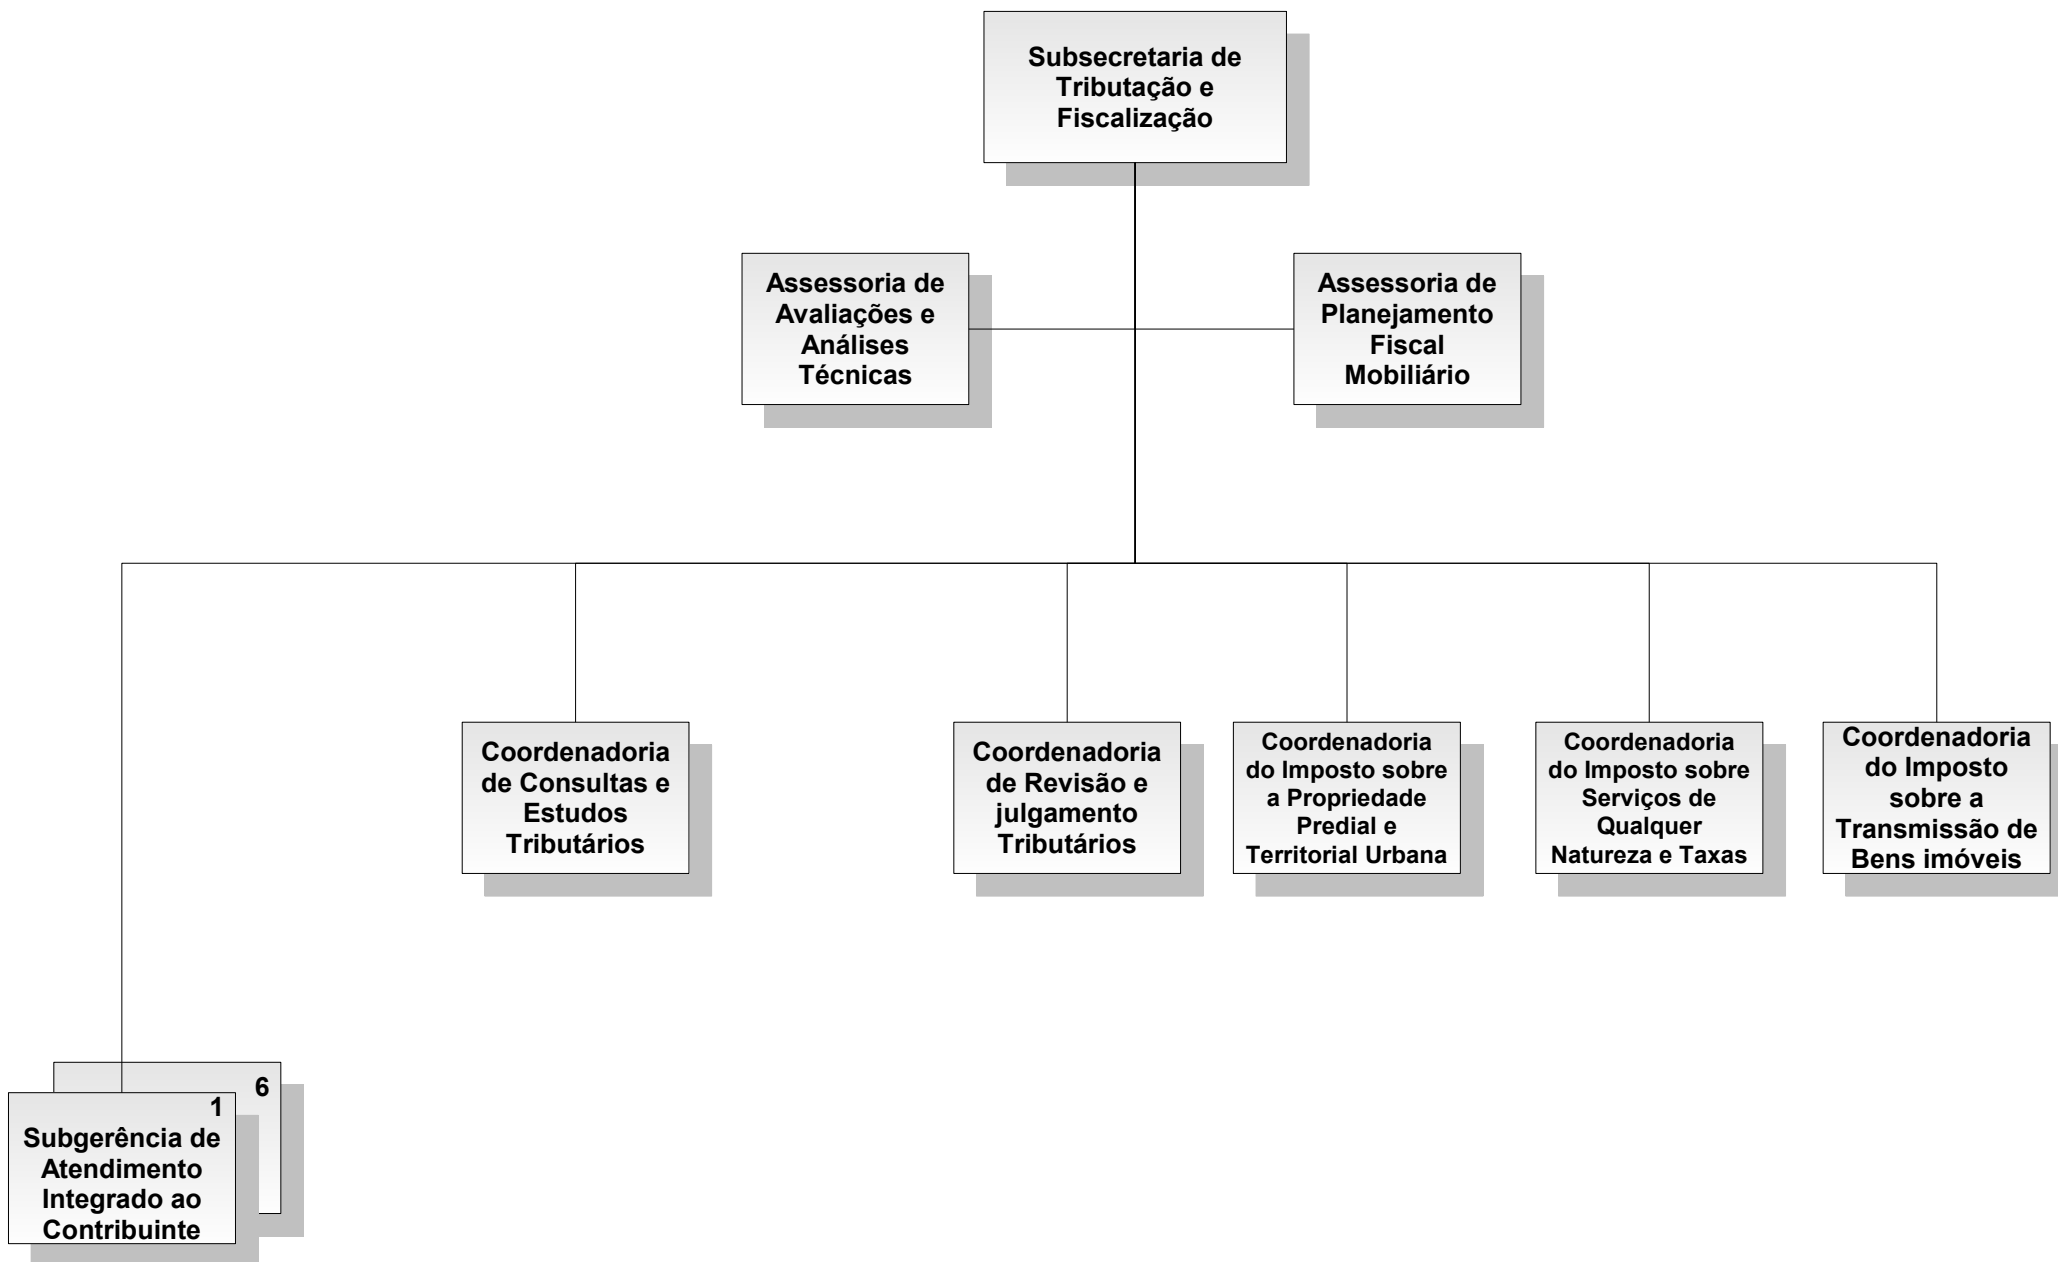 Subsecretaria de
Tributação e
Fiscalização
Assessoria de
Avaliações e
Análises
Técnicas
Assessoria de
Planejamento
Fiscal
Mobiliário
Coordenadoria
de Consultas e
Estudos
Tributários
Coordenadoria
de Revisão e
julgamento
Tributários
Coordenadoria
do Imposto sobre
a Propriedade
Predial e
Territorial Urbana
Coordenadoria
do Imposto sobre
Serviços de
Qualquer
Natureza e Taxas
Coordenadoria
do Imposto
sobre a
Transmissão de
Bens imóveis
6
1
Subgerência de
Atendimento
Integrado ao
Contribuinte